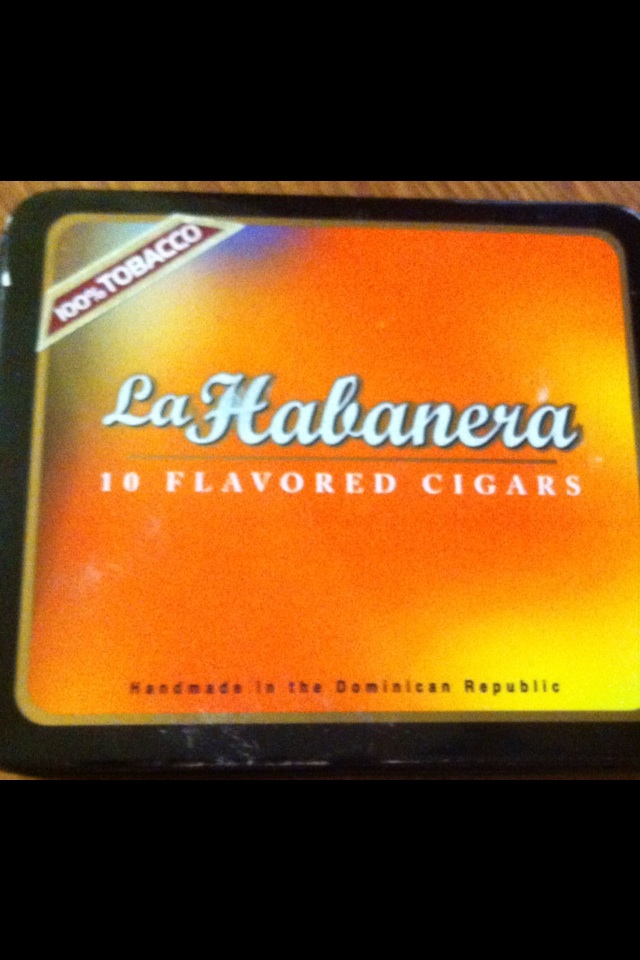 100% TOBACCO
La Habanera
10 FLAVORED CIGARS
Handmade in the Dominican Republic